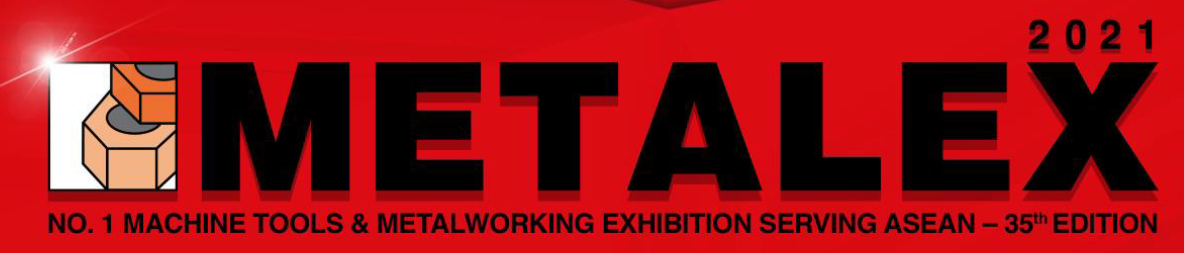 2021
METALEX
NO. 1 MACHINE TOOLS & METALWORKING EXHIBITION SERVING ASEAN – 35th EDITION